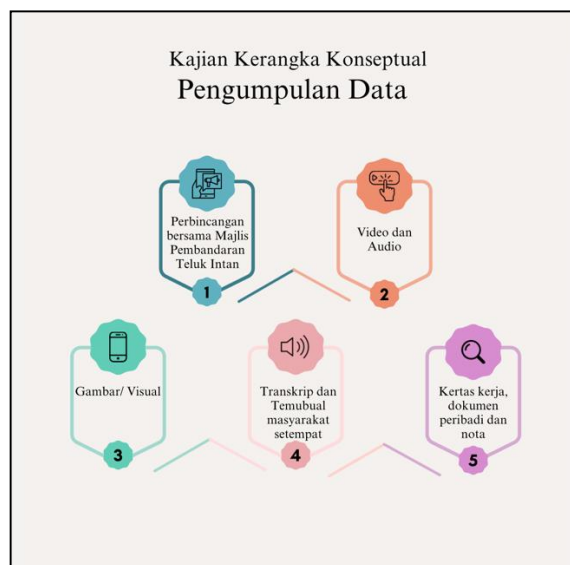 Kajian Kerangka Konseptual
Pengumpulan Data
Perbincangan
bersama Majlis
Pembandaran
Teluk Intan
1
Video dan
Audio
2
Gambar/ Visual
3
Transkrip dan
Temubual
masyarakat
setempat
4
Kertas kerja,
dokumen
peribadi dan
nota
5